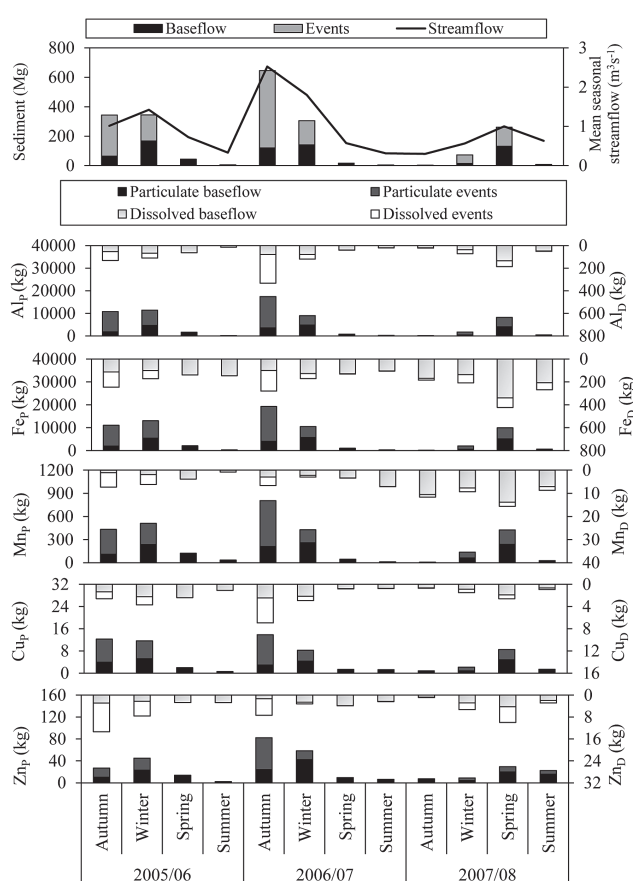 Baseflow Events Streamflow
800 3
600
400 2
200 1
0 0
Sediment (Mg)
Mean seasonal
streamflow (m³s⁻¹)
Particulate baseflow Particulate events
Dissolved baseflow Dissolved events
40000 0
30000 200
20000 400
10000 600
0 800
Al_P (kg)
Al_D (kg)
40000 0
30000 200
20000 400
10000 600
0 800
Fe_P (kg)
Fe_D (kg)
1200 0
900 10
600 20
300 30
0 40
Mn_P (kg)
Mn_D (kg)
32 0
24 4
16 8
8 12
0 16
Cu_P (kg)
Cu_D (kg)
160 0
120 8
80 16
40 24
0 32
Zn_P (kg)
Zn_D (kg)
Autumn Winter Spring Summer Autumn Winter Spring Summer Autumn Winter Spring Summer
2005/06 2006/07 2007/08